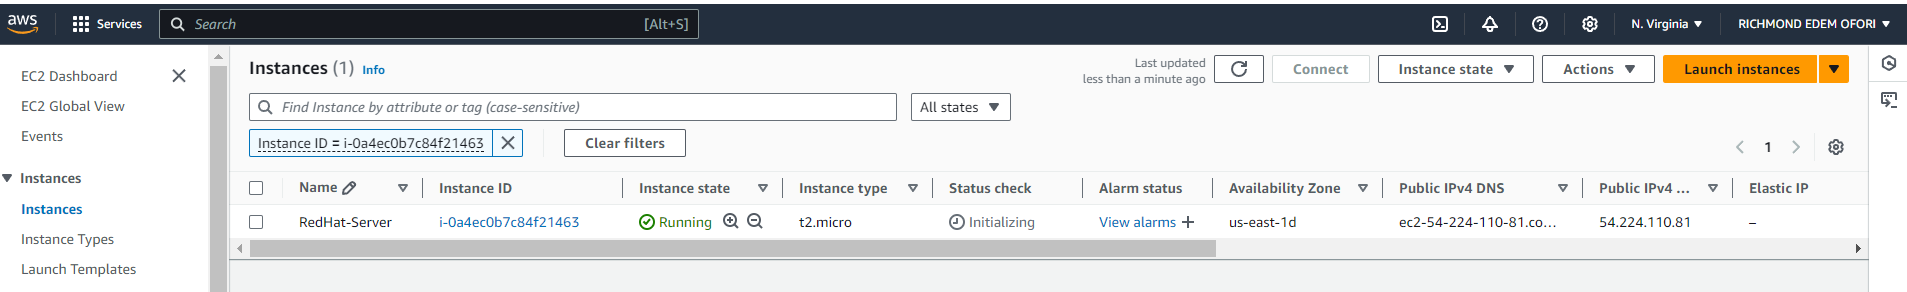 aws Services Search [Alt+S] N. Virginia RICHMOND EDEM OFORI
EC2 Dashboard
EC2 Global View
Events
Instances
Instances
Instance Types
Launch Templates
Instances (1) Info
Last updated
less than a minute ago
Connect Instance state Actions Launch instances
Find Instance by attribute or tag (case-sensitive) All states
Instance ID = i-0a4ec0b7c84f21463 Clear filters
1
Name Instance ID Instance state Instance type Status check Alarm status Availability Zone Public IPv4 DNS Public IPv4 ... Elastic IP
RedHat-Server i-0a4ec0b7c84f21463 Running t2.micro Initializing View alarms + us-east-1d ec2-54-224-110-81.co... 54.224.110.81 –